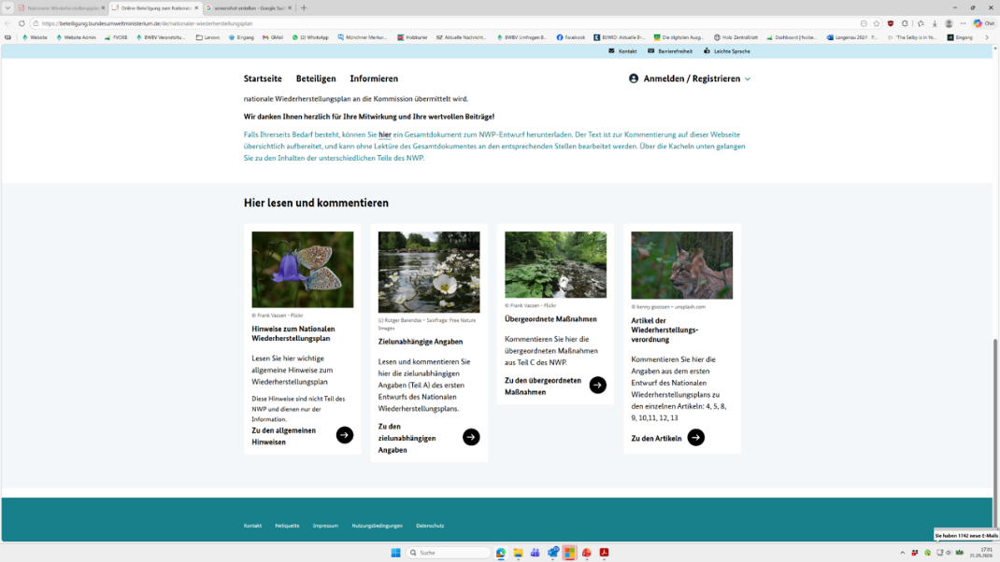 Nationale Wiederherstellungsplan
Online-Beteiligung zum National
screenshot erstellen - Google Suc
https://beteiligung.bundesumweltministerium.de/de/nationaler-wiederherstellungsplan
Chat
Website
Website Admin
FVOEB
BWBV Veranstaltu...
Lenovo
Eingang
GMail
(2) WhatsApp
Münchner Merkur...
Holzkurier
SZ Aktuelle Nachricht...
BWBV Umfragen B...
Facebook
EUWID: Aktuelle Br...
Die digitalen Ausg...
Holz Zentralblatt
Dashboard | fvobe...
Langenau 2021 P...
"The Selby is in Yo...
Eingang
Kontakt
Barrierefreiheit
Leichte Sprache
Startseite
Beteiligen
Informieren
Anmelden / Registrieren
nationale Wiederherstellungsplan an die Kommission übermittelt wird.
Wir danken Ihnen herzlich für Ihre Mitwirkung und Ihre wertvollen Beiträge!
Falls Ihrerseits Bedarf besteht, können Sie hier ein Gesamtdokument zum NWP-Entwurf herunterladen. Der Text ist zur Kommentierung auf dieser Webseite
übersichtlich aufbereitet, und kann ohne Lektüre des Gesamtdokumentes an den entsprechenden Stellen bearbeitet werden. Über die Kacheln unten gelangen
Sie zu den Inhalten der unterschiedlichen Teile des NWP.
Hier lesen und kommentieren
© Frank Vassen - Flickr
Hinweise zum Nationalen
Wiederherstellungsplan
Lesen Sie hier wichtige
allgemeine Hinweise zum
Wiederherstellungsplan
Diese Hinweise sind nicht Teil des
NWP und dienen nur der
Information.
Zu den allgemeinen
Hinweisen
(c) Rutger Barendse – Saxifraga: Free Nature
Images
Zielunabhängige Angaben
Lesen und kommentieren Sie
hier die zielunabhängigen
Angaben (Teil A) des ersten
Entwurfs des Nationalen
Wiederherstellungsplans.
Zu den
zielunabhängigen
Angaben
© Frank Vassen - Flickr
Übergeordnete Maßnahmen
Kommentieren Sie hier die
übergeordneten Maßnahmen
aus Teil C des NWP.
Zu den übergeordneten
Maßnahmen
© kenny goossen – unsplash.com
Artikel der
Wiederherstellungs-
verordnung
Kommentieren Sie hier die
Angaben aus dem ersten
Entwurf des Nationalen
Wiederherstellungsplans zu
den einzelnen Artikeln: 4, 5, 8,
9, 10,11, 12, 13
Zu den Artikeln
Kontakt
Netiquette
Impressum
Nutzungsbedingungen
Datenschutz
Sie haben 1742 neue E-Mails
Suche
17:01
21.05.2026